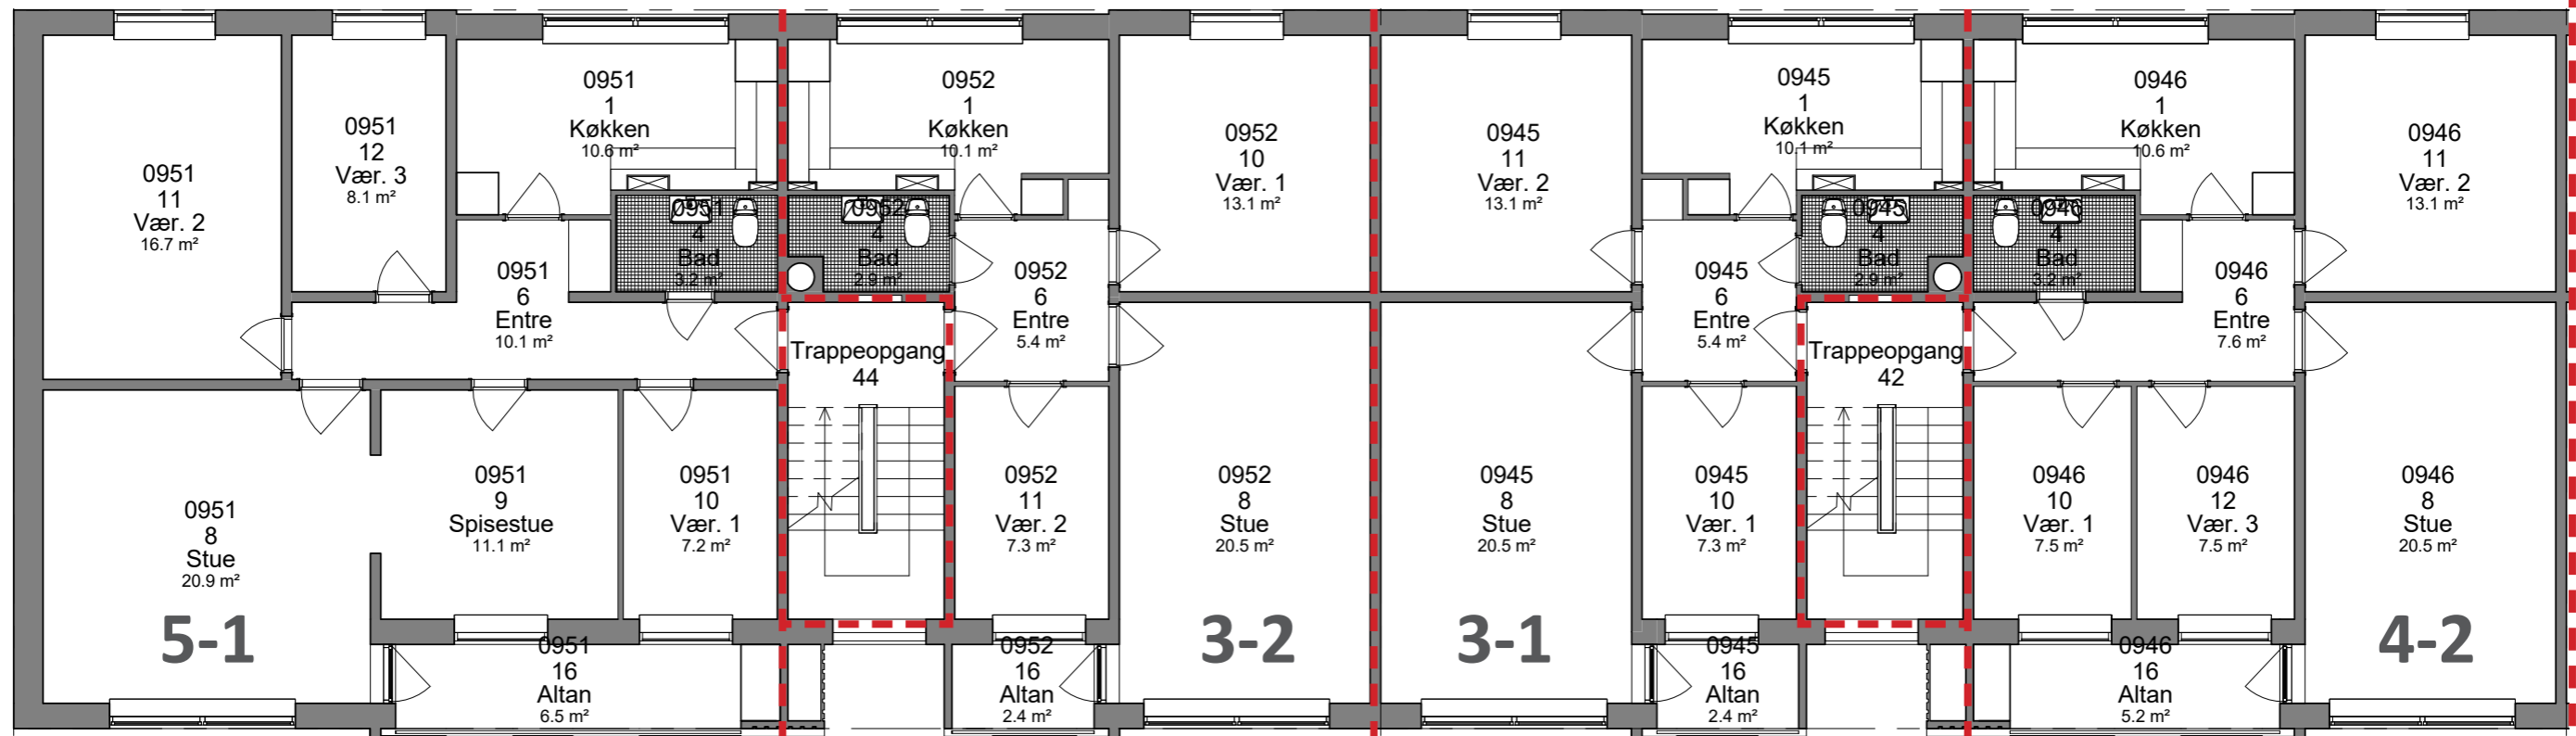 0951
11
Vær. 2
16.7 m²
0951
12
Vær. 3
8.1 m²
0951
1
Køkken
10.6 m²
0951
4
Bad
3.2 m²
0951
6
Entre
10.1 m²
0951
8
Stue
20.9 m²
5-1
0951
9
Spisestue
11.1 m²
0951
10
Vær. 1
7.2 m²
0951
16
Altan
6.5 m²
0952
1
Køkken
10.1 m²
0952
4
Bad
2.9 m²
Trappeopgang
44
0952
6
Entre
5.4 m²
0952
11
Vær. 2
7.3 m²
0952
16
Altan
2.4 m²
0952
10
Vær. 1
13.1 m²
0952
8
Stue
20.5 m²
3-2
0945
11
Vær. 2
13.1 m²
0945
8
Stue
20.5 m²
3-1
0945
1
Køkken
10.1 m²
0945
4
Bad
2.9 m²
0945
6
Entre
5.4 m²
0945
10
Vær. 1
7.3 m²
0945
16
Altan
2.4 m²
Trappeopgang
42
0946
1
Køkken
10.6 m²
0946
4
Bad
3.2 m²
0946
6
Entre
7.6 m²
0946
10
Vær. 1
7.5 m²
0946
12
Vær. 3
7.5 m²
0946
16
Altan
5.2 m²
0946
11
Vær. 2
13.1 m²
0946
8
Stue
20.5 m²
4-2